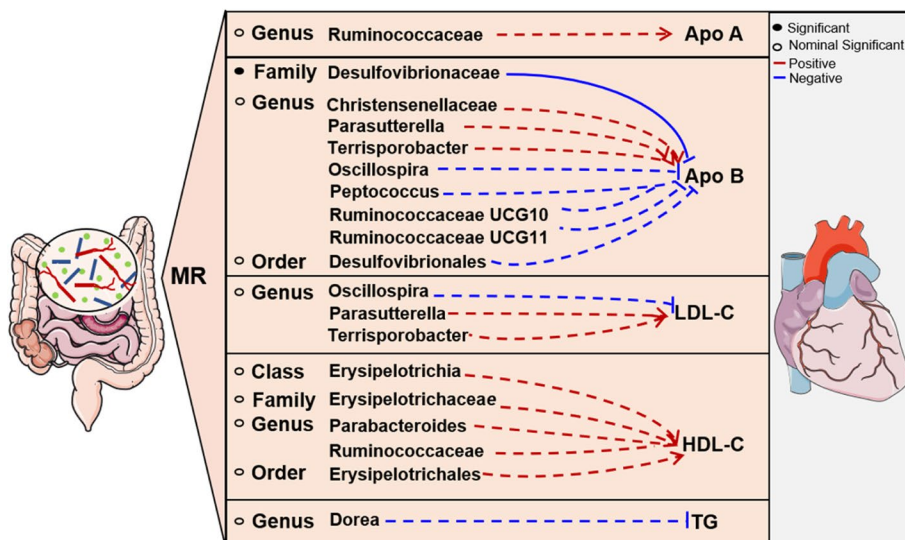 Genus Ruminococcaceae Apo A
Family Desulfovibrionaceae
Genus Christensenellaceae
Parasutterella
Terrisporobacter
Oscillospira
Apo B
Peptococcus
Ruminococcaceae UCG10
Ruminococcaceae UCG11
Order Desulfovibrionales
MR
Genus Oscillospira
Parasutterella LDL-C
Terrisporobacter
Class Erysipelotrichia
Family Erysipelotrichaceae
Genus Parabacteroides
HDL-C
Ruminococcaceae
Order Erysipelotrichales
Genus Dorea TG
Significant
Nominal Significant
Positive
Negative